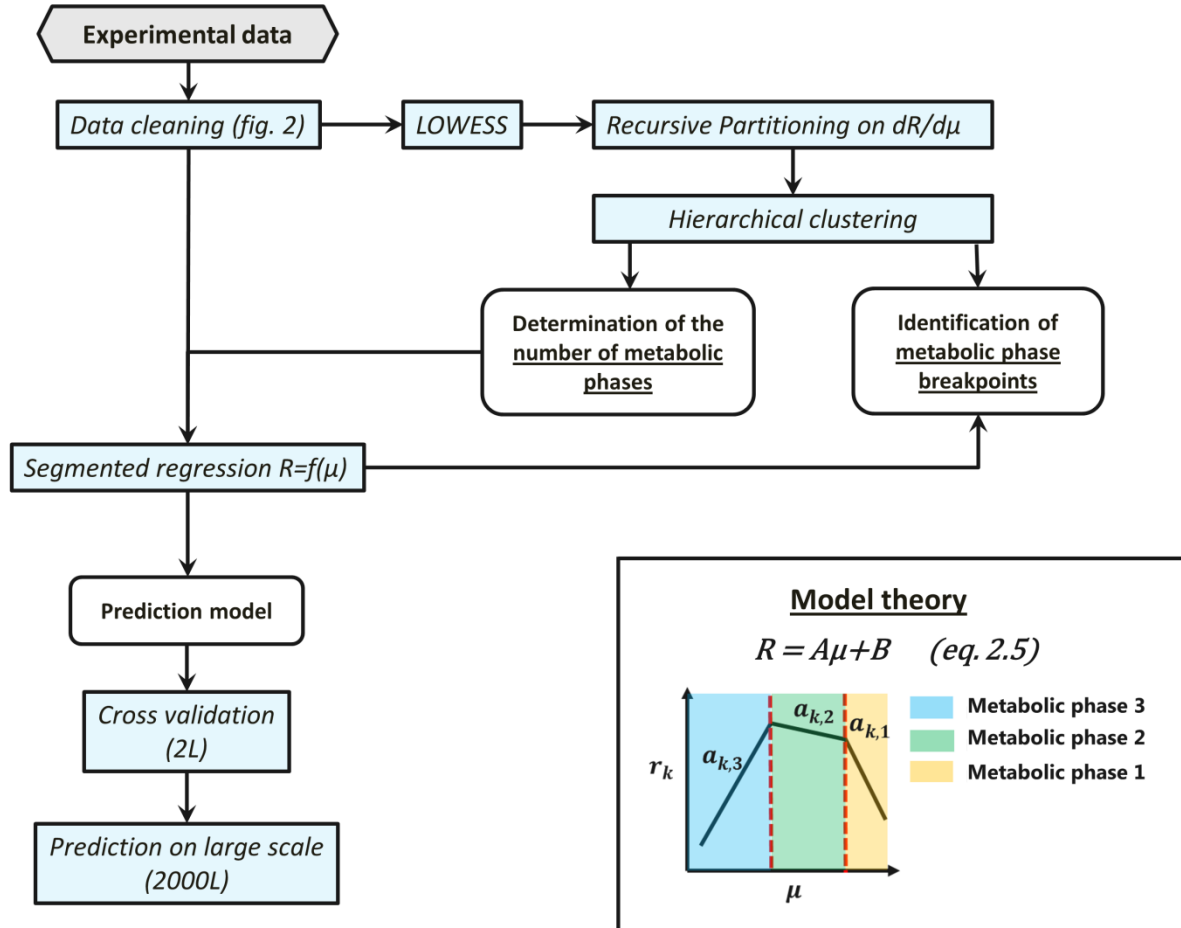 Experimental data
Data cleaning (fig. 2)
LOWESS
Recursive Partitioning on dR/dμ
Hierarchical clustering
Determination of the
number of metabolic
phases
Identification of
metabolic phase
breakpoints
Segmented regression R=f(μ)
Prediction model
Cross validation
(2L)
Prediction on large scale
(2000L)
Model theory
R = Aμ+B (eq. 2.5)
r_k
a_{k,3}
a_{k,2}
a_{k,1}
μ
Metabolic phase 3
Metabolic phase 2
Metabolic phase 1